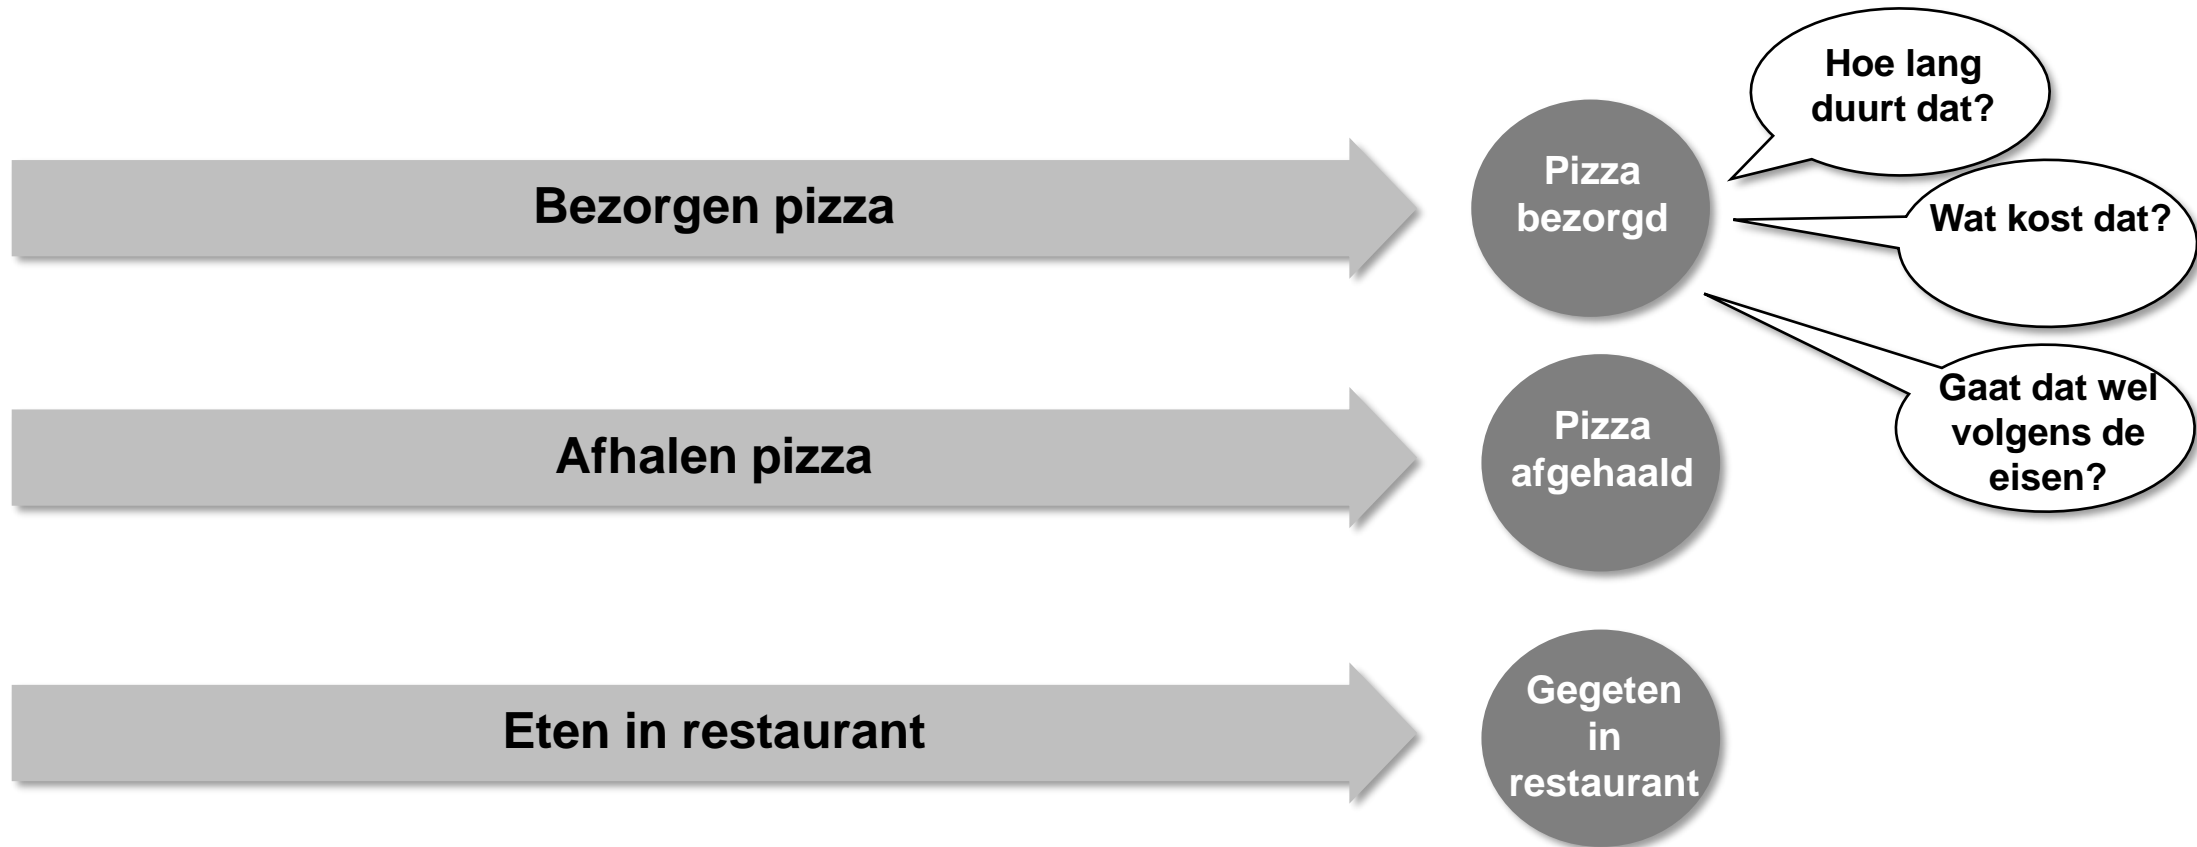 Bezorgen pizza
Pizza
bezorgd
Hoe lang
duurt dat?
Wat kost dat?
Gaat dat wel
volgens de
eisen?
Afhalen pizza
Pizza
afgehaald
Eten in restaurant
Gegeten
in
restaurant